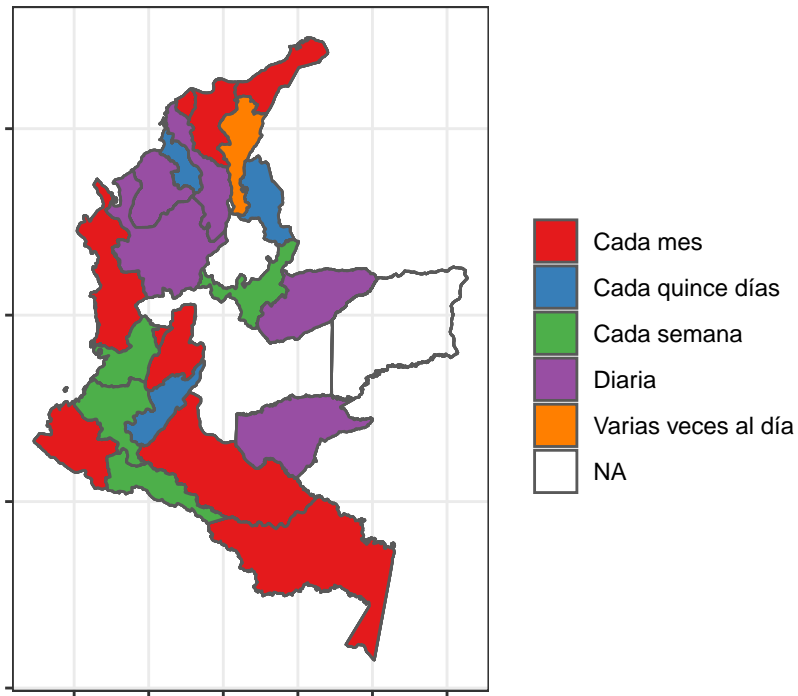 Cada mes
Cada quince días
Cada semana
Diaria
Varias veces al día
NA